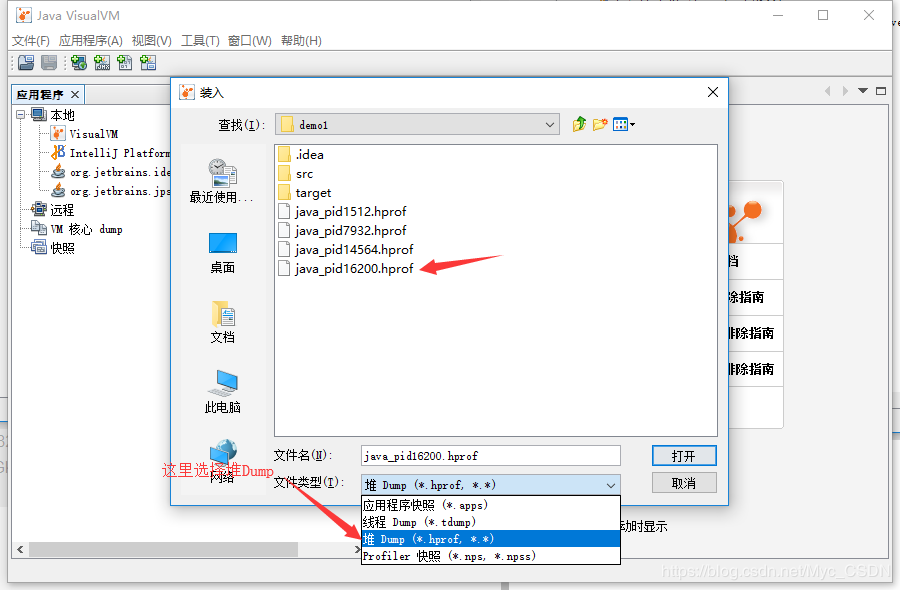 Java VisualVM
文件(F) 应用程序(A) 视图(V) 工具(T) 窗口(W) 帮助(H)
应用程序
本地
VisualVM
IntelliJ Platform
org.jetbrains.ide
org.jetbrains.jps
远程
VM 核心 dump
快照
装入
查找(I):
demo1
最近使用...
桌面
文档
此电脑
网络
.idea
src
target
java_pid1512.hprof
java_pid7932.hprof
java_pid14564.hprof
java_pid16200.hprof
档
除指南
排除指南
排除指南
文件名(N):
java_pid16200.hprof
打开
这里选择堆Dump
文件类型(T):
堆 Dump (*.hprof, *.*)
取消
应用程序快照 (*.apps)
线程 Dump (*.tdump)
堆 Dump (*.hprof, *.*)
Profiler 快照 (*.nps, *.npss)
动时显示
https://blog.csdn.net/Myc_CSDN